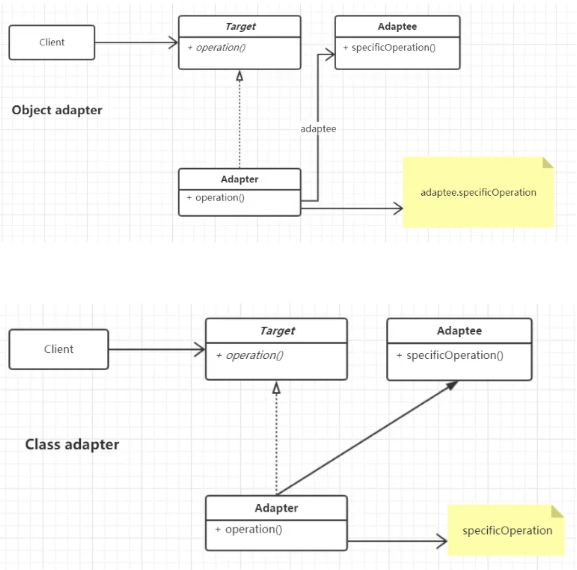 Target
Adaptee
Client
+ operation()
+ specificOperation()
Object adapter
adaptee
Adapter
+ operation()
adaptee.specificOperation
Target
Adaptee
Client
+ operation()
+ specificOperation()
Class adapter
Adapter
+ operation()
specificOperation